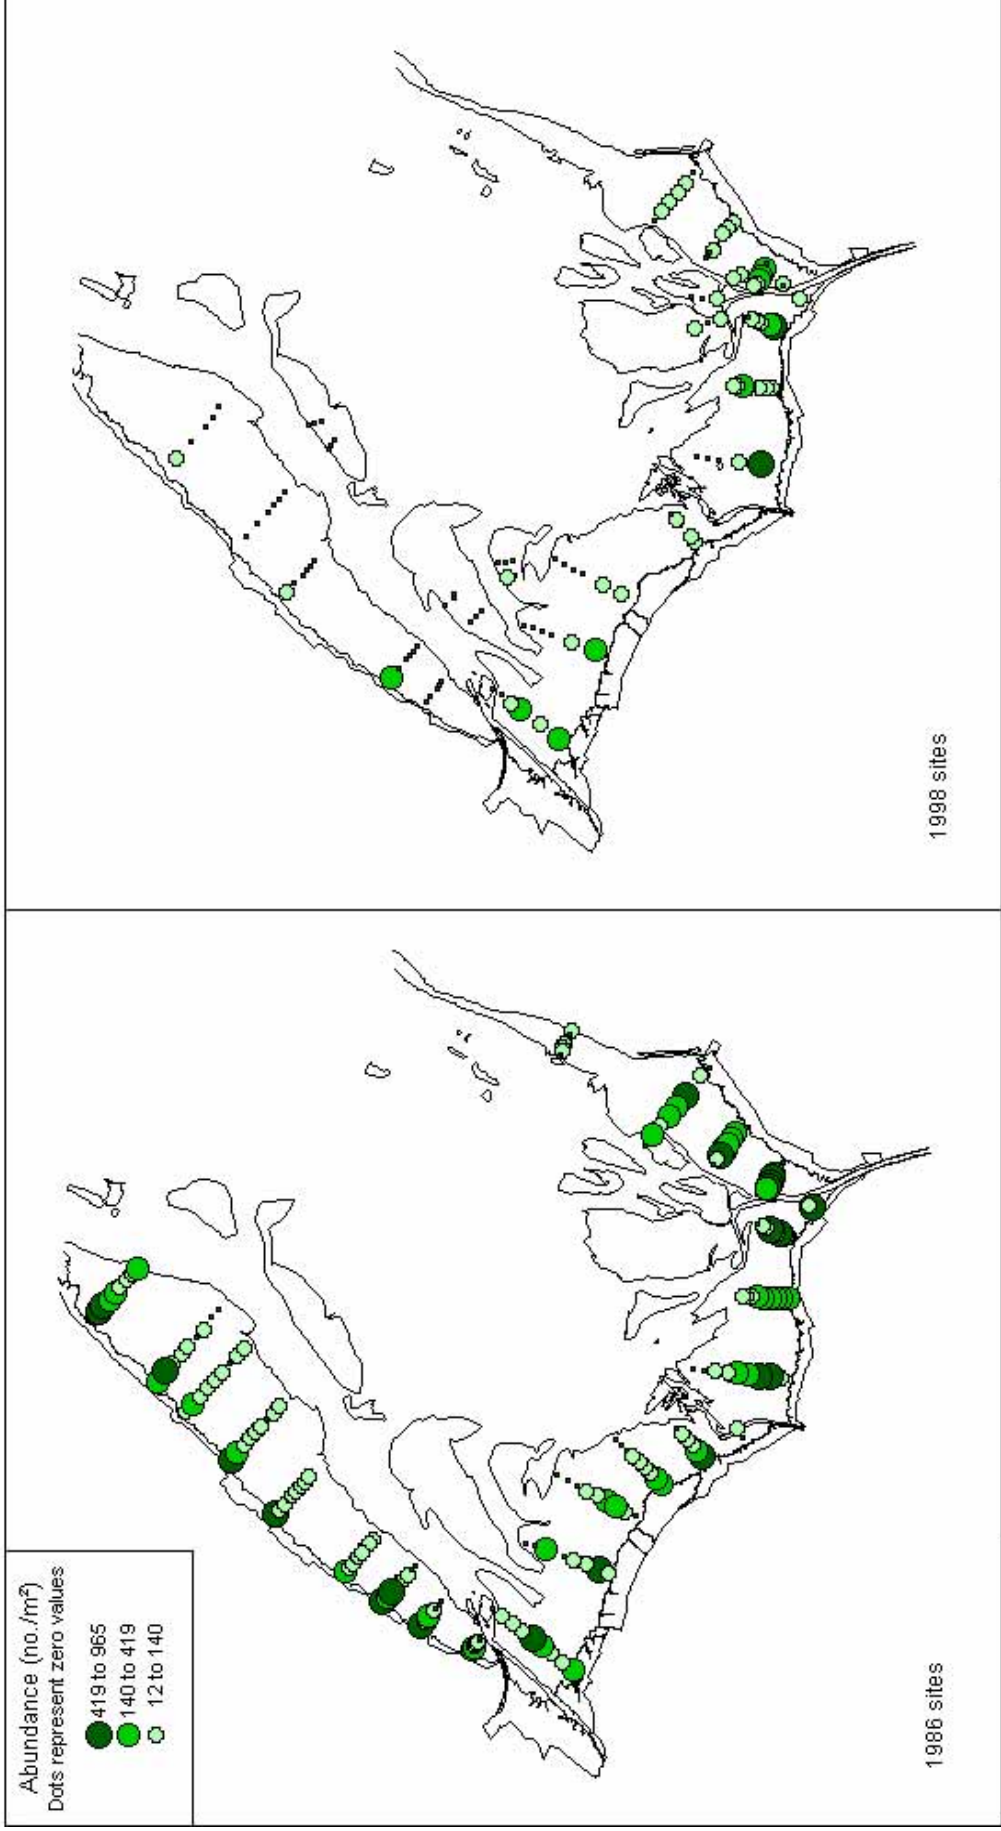 Abundance (no./m²)
Dots represent zero values
419 to 965
140 to 419
12 to 140
1986 sites
1998 sites